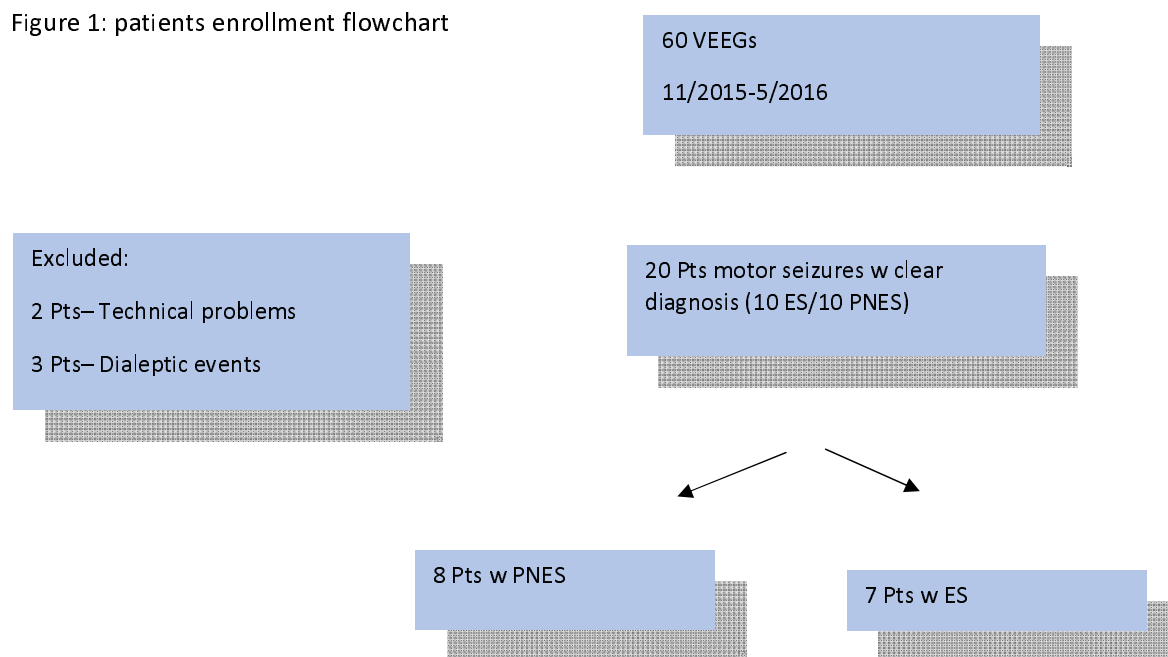 Figure 1: patients enrollment flowchart
60 VEEGs
11/2015-5/2016
Excluded:
2 Pts– Technical problems
3 Pts– Dialeptic events
20 Pts motor seizures w clear
diagnosis (10 ES/10 PNES)
8 Pts w PNES
7 Pts w ES